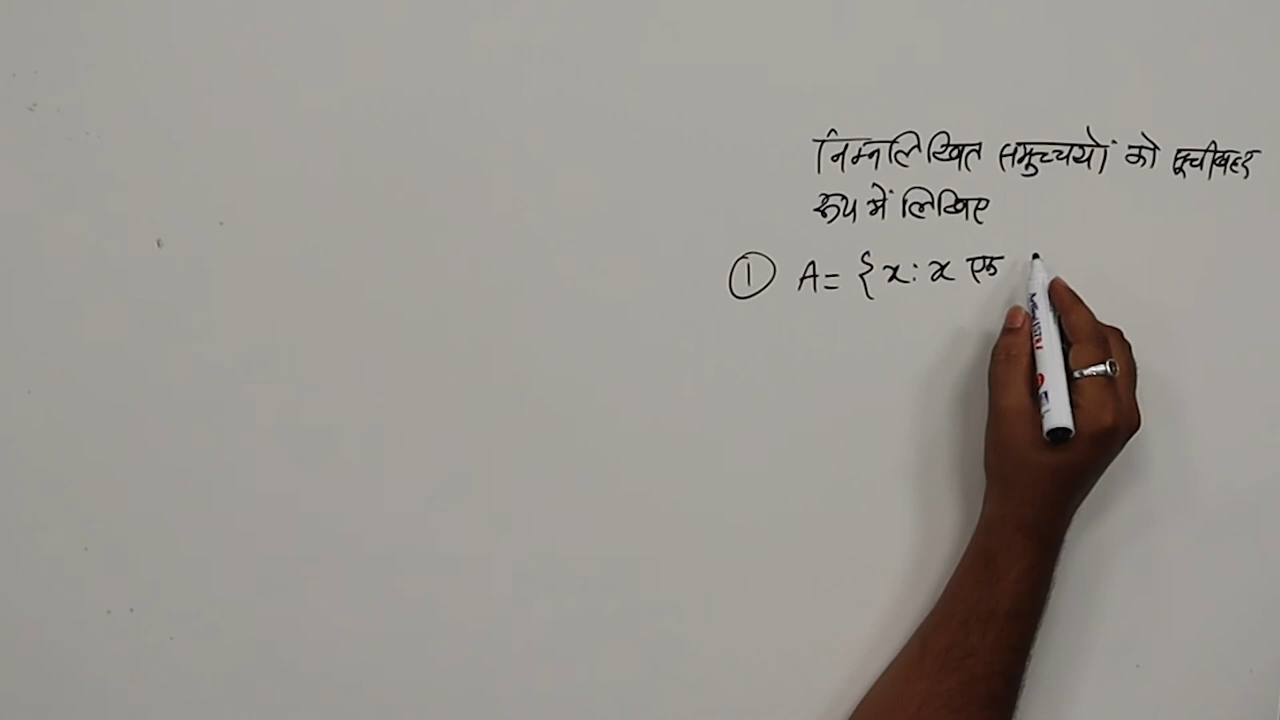 निम्नलिखित समुच्चयों को सूचीबद्ध
रूप में लिखिए
① A= {x:x एक